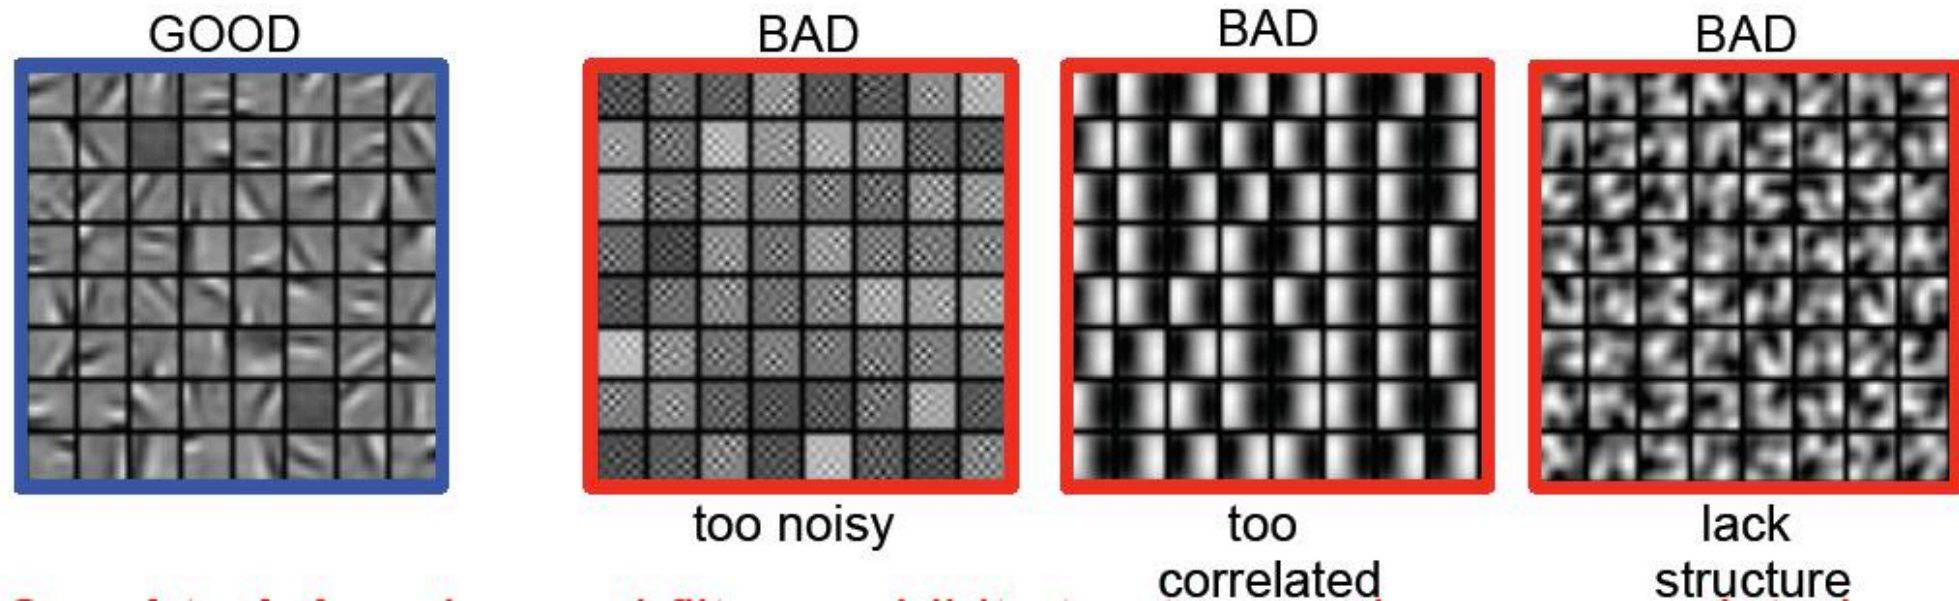 GOOD
BAD
BAD
BAD
too noisy
too
correlated
lack
structure